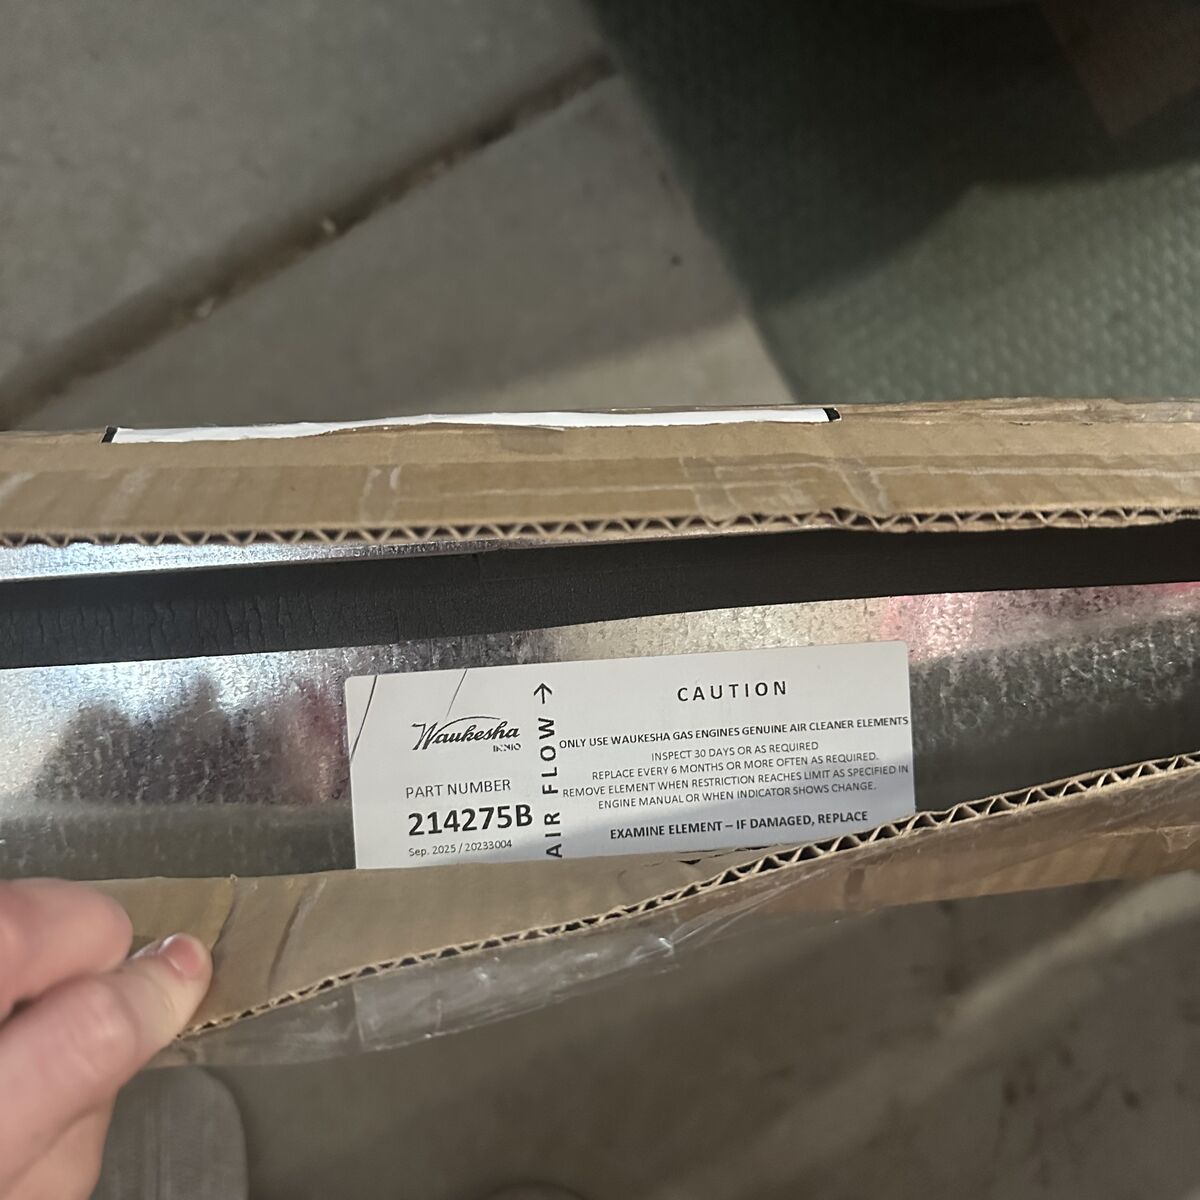 Waukesha
INNIO
PART NUMBER
214275B
Sep. 2025 / 20233004
AIR FLOW →
CAUTION
ONLY USE WAUKESHA GAS ENGINES GENUINE AIR CLEANER ELEMENTS
INSPECT 30 DAYS OR AS REQUIRED
REPLACE EVERY 6 MONTHS OR MORE OFTEN AS REQUIRED.
REMOVE ELEMENT WHEN RESTRICTION REACHES LIMIT AS SPECIFIED IN
ENGINE MANUAL OR WHEN INDICATOR SHOWS CHANGE.
EXAMINE ELEMENT – IF DAMAGED, REPLACE